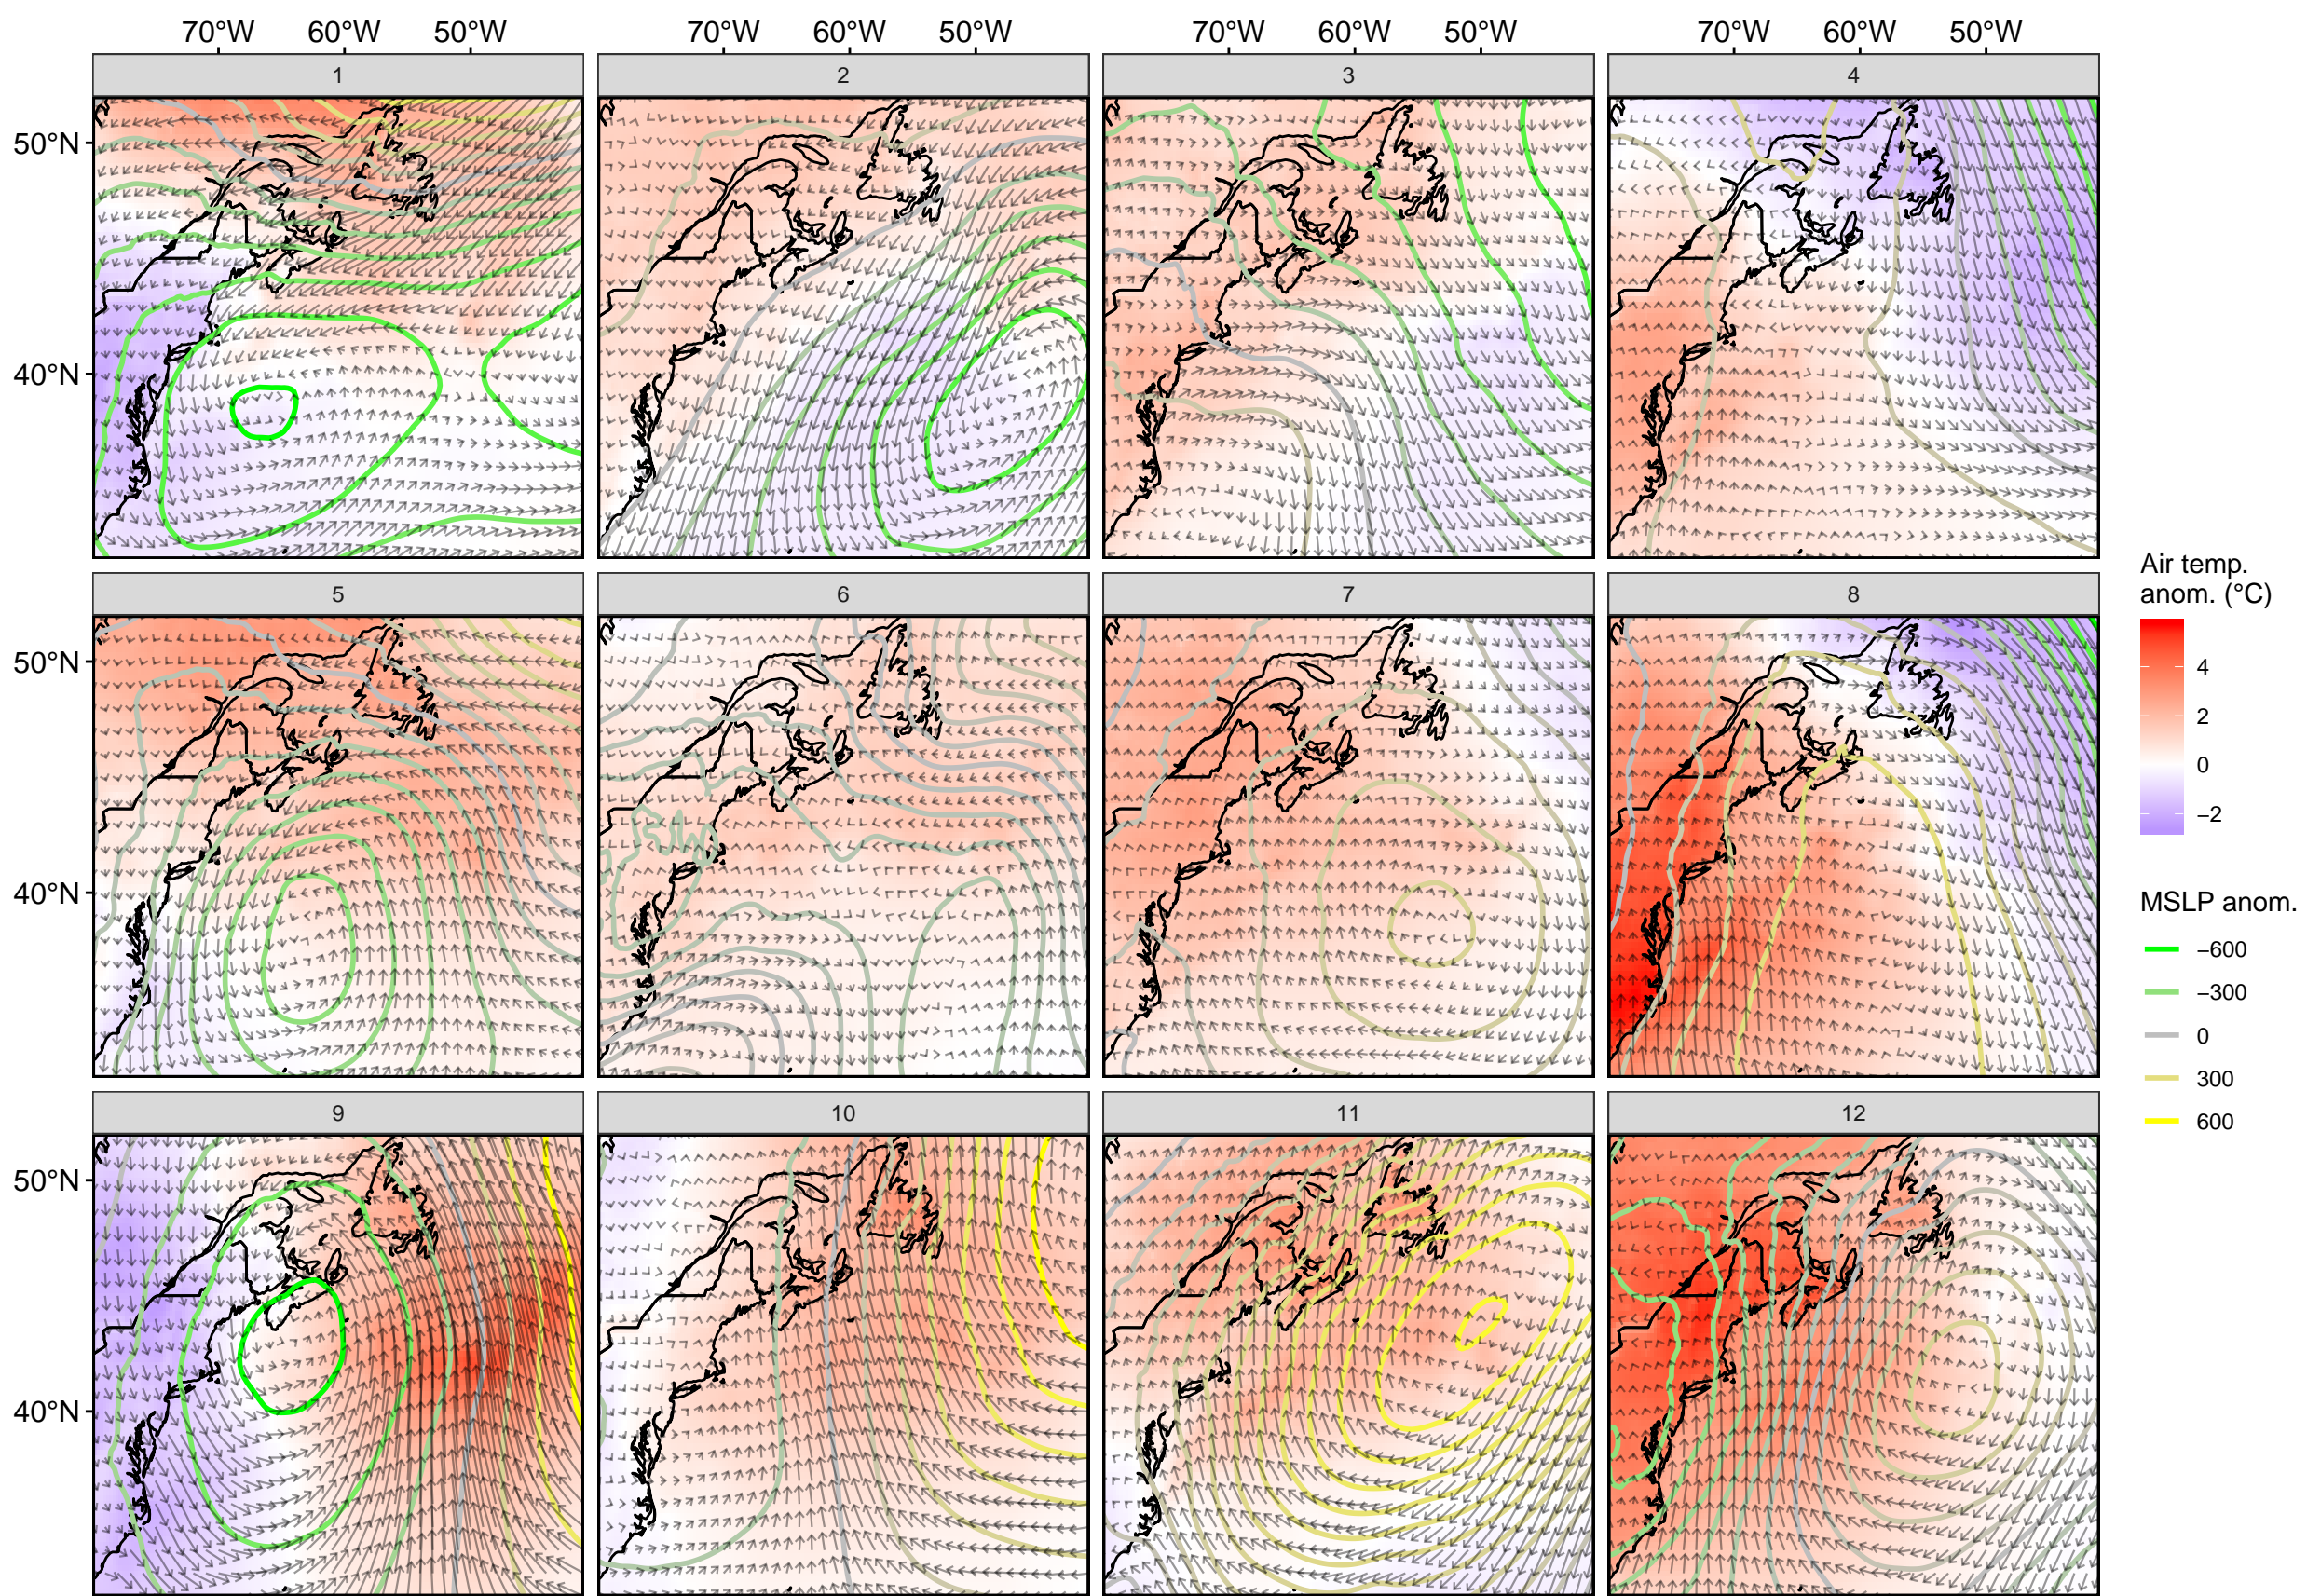 70°W 60°W 50°W 70°W 60°W 50°W 70°W 60°W 50°W 70°W 60°W 50°W
1 2 3 4
50°N
40°N
5 6 7 8
50°N
40°N
9 10 11 12
50°N
40°N
Air temp.
anom. (°C)
4
2
0
−2
MSLP anom.
−600
−300
0
300
600